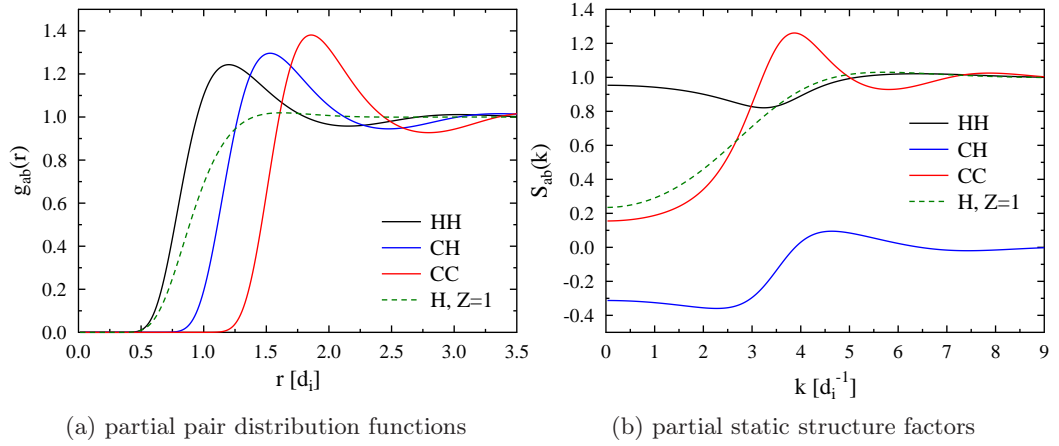 1.4
1.2
1.0
0.8
0.6
0.4
0.2
0.0
g_ab(r)
HH
CH
CC
H, Z=1
0.0 0.5 1.0 1.5 2.0 2.5 3.0 3.5
r [d_i]
(a) partial pair distribution functions
1.4
1.2
1.0
0.8
0.6
0.4
0.2
0.0
-0.2
-0.4
S_ab(k)
HH
CH
CC
H, Z=1
0 1 2 3 4 5 6 7 8 9
k [d_i^-1]
(b) partial static structure factors